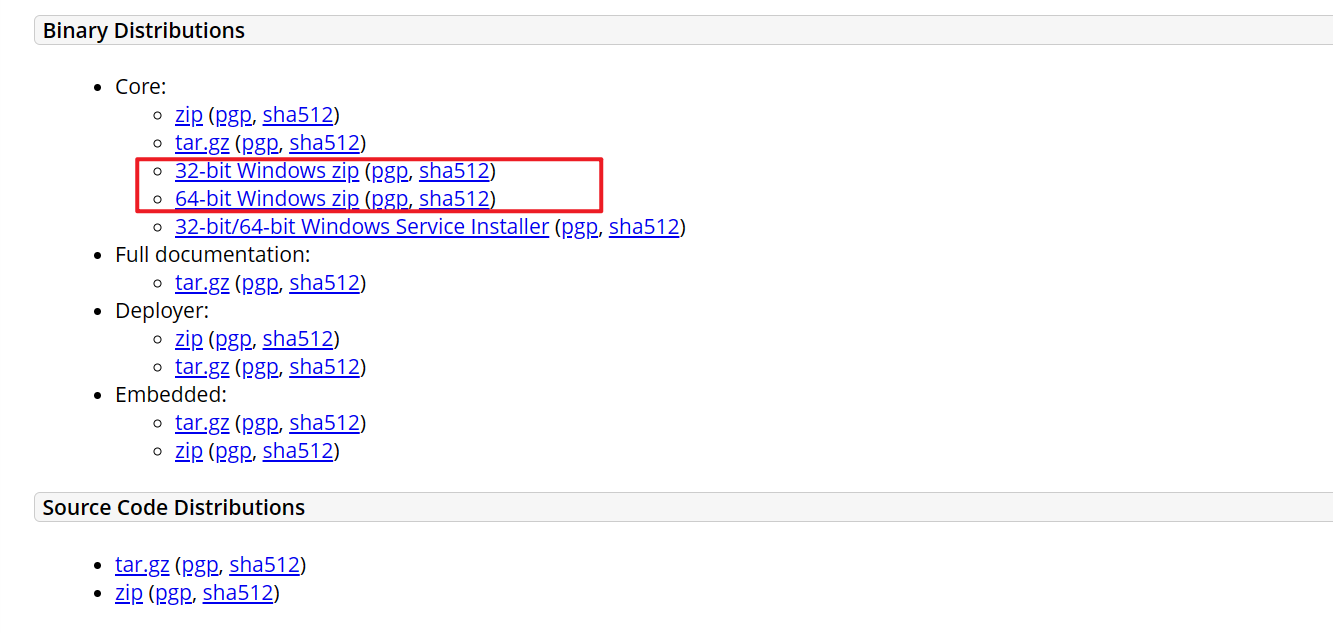 Binary Distributions
Core:
zip (pgp, sha512)
tar.gz (pgp, sha512)
32-bit Windows zip (pgp, sha512)
64-bit Windows zip (pgp, sha512)
32-bit/64-bit Windows Service Installer (pgp, sha512)
Full documentation:
tar.gz (pgp, sha512)
Deployer:
zip (pgp, sha512)
tar.gz (pgp, sha512)
Embedded:
tar.gz (pgp, sha512)
zip (pgp, sha512)
Source Code Distributions
tar.gz (pgp, sha512)
zip (pgp, sha512)